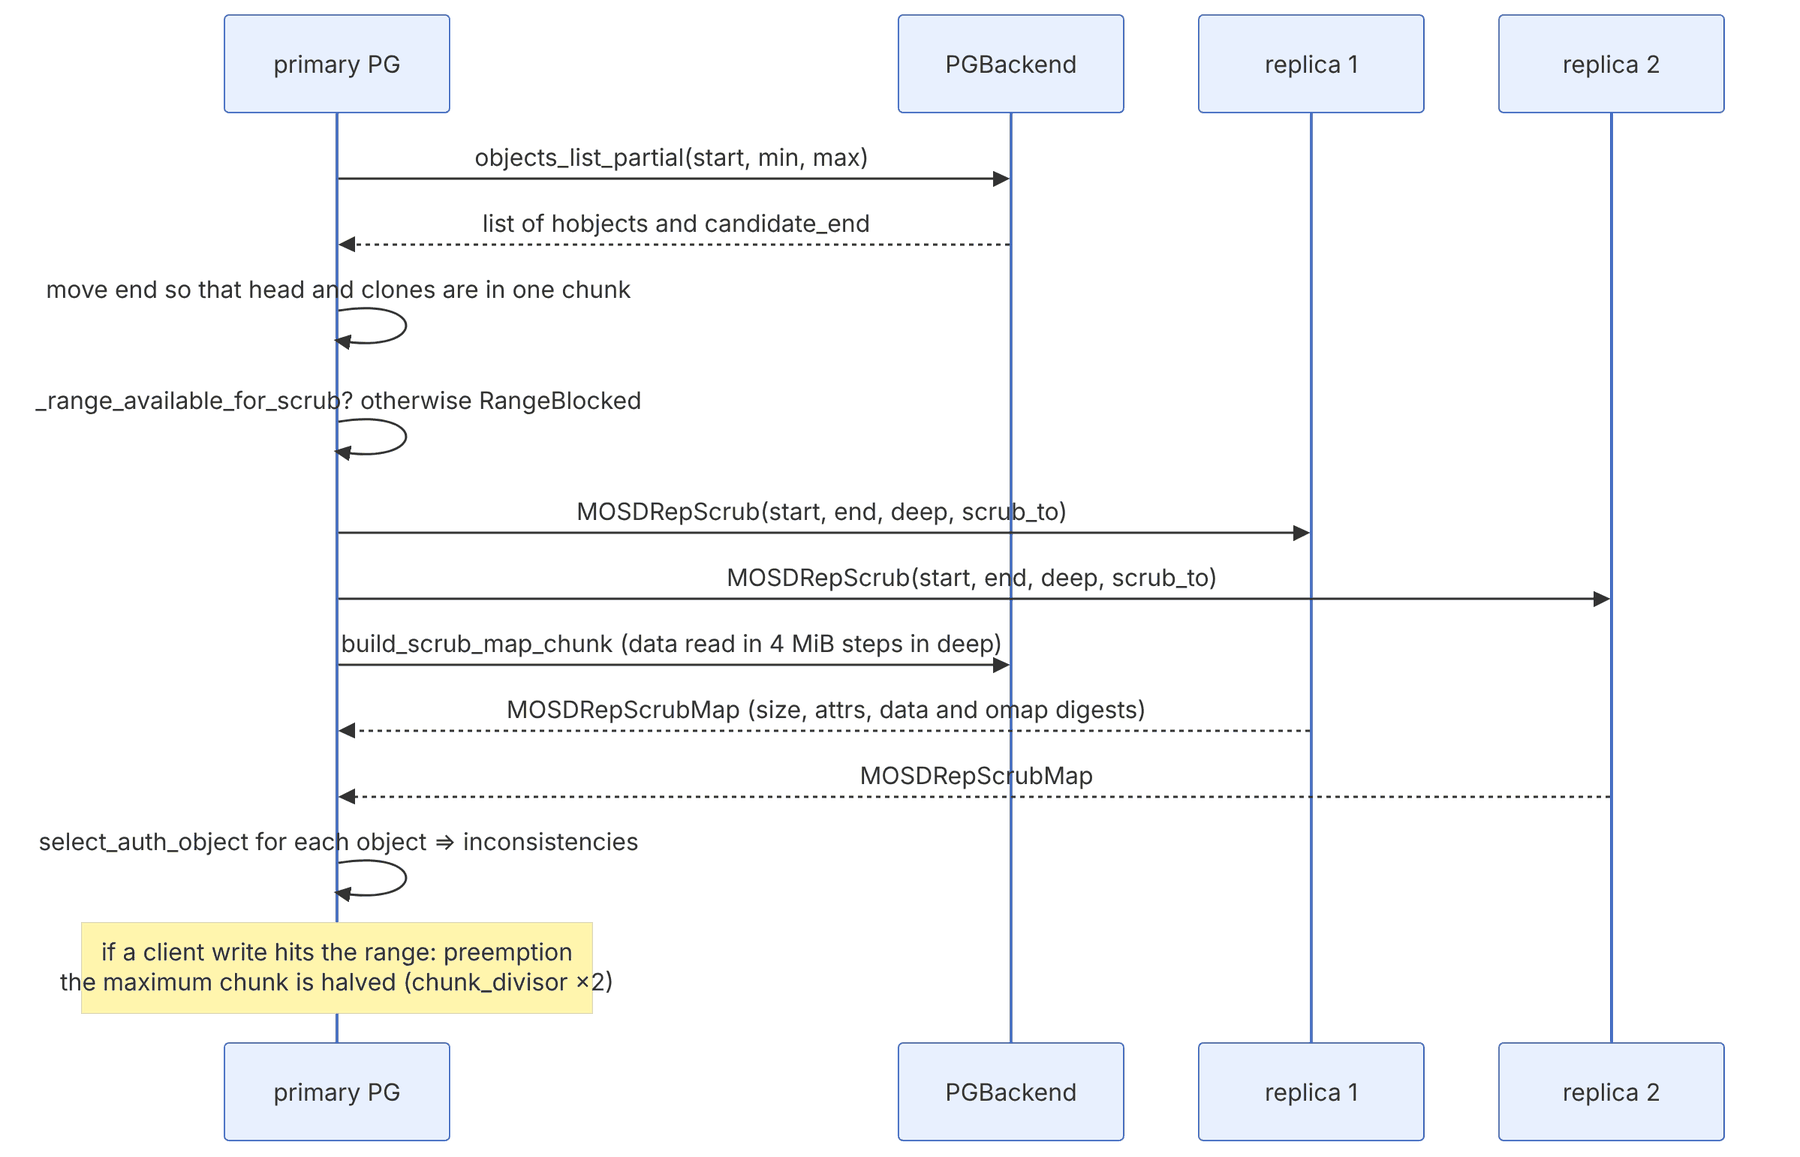 primary PG
PGBackend
replica 1
replica 2
objects_list_partial(start, min, max)
list of hobjects and candidate_end
move end so that head and clones are in one chunk
_range_available_for_scrub? otherwise RangeBlocked
MOSDRepScrub(start, end, deep, scrub_to)
MOSDRepScrub(start, end, deep, scrub_to)
build_scrub_map_chunk (data read in 4 MiB steps in deep)
MOSDRepScrubMap (size, attrs, data and omap digests)
MOSDRepScrubMap
select_auth_object for each object ⇒ inconsistencies
if a client write hits the range: preemption
the maximum chunk is halved (chunk_divisor ×2)
primary PG
PGBackend
replica 1
replica 2